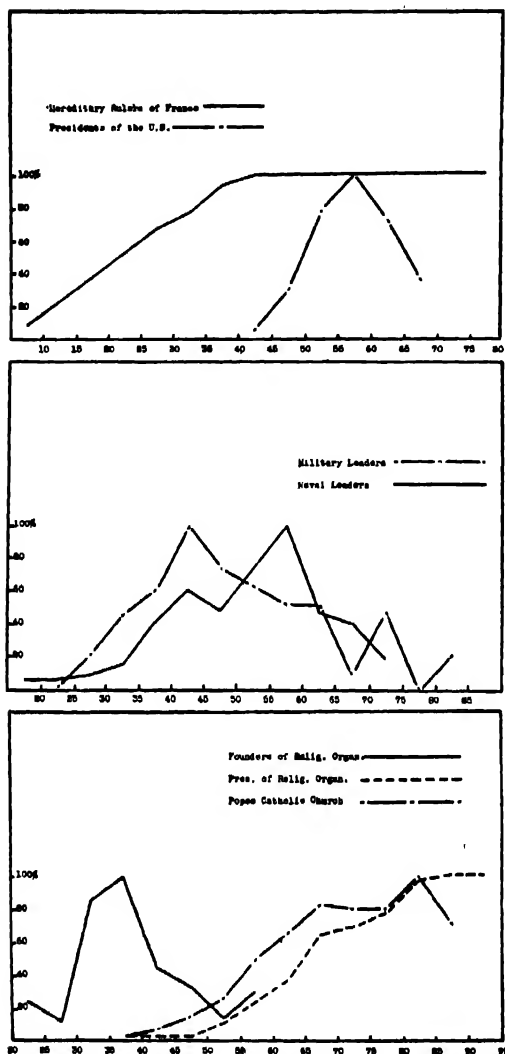 Hereditary Rulers of France
Presidents of the U.S.
100%
80
60
40
20
10 15 20 25 30 35 40 45 50 55 60 65 70 75 80
Military Leaders
Naval Leaders
100%
80
60
40
20
20 25 30 35 40 45 50 55 60 65 70 75 80 85
Founders of Relig. Organ.
Pres. of Relig. Organ.
Popes Catholic Church
100%
80
60
40
20
20 25 30 35 40 45 50 55 60 65 70 75 80 85 90 95